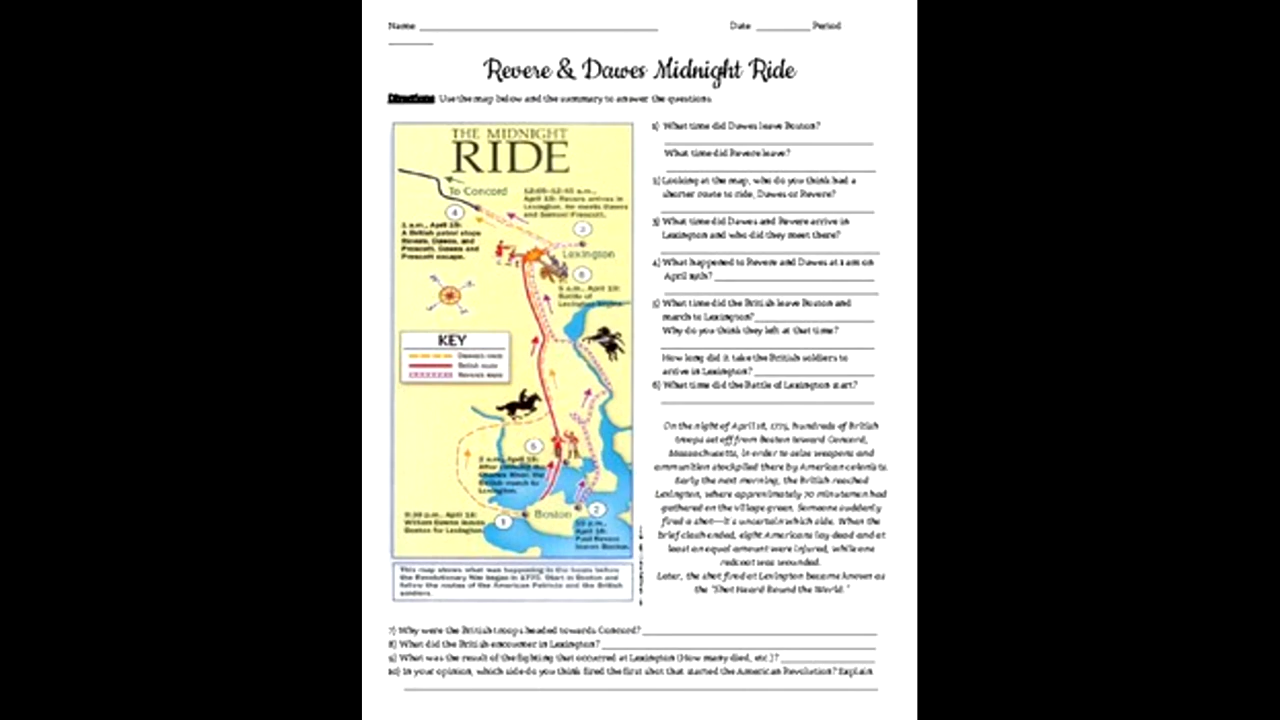 Name ______ Date ______ Period
______
Revere & Dawes Midnight Ride
Directions: Use the map below and the summary to answer the questions
THE MIDNIGHT
RIDE
To Concord
12:05–12:45 a.m.,
April 19: Revere arrives in
Lexington. He meets Dawes
and Samuel Prescott.
4
1 a.m., April 19:
A British patrol stops
Revere, Dawes, and
Prescott. Dawes and
Prescott escape.
3
Lexington
6
5 a.m., April 19:
Battle of
Lexington begins.
KEY
Dawes's route
British route
Revere's route
5
2 a.m., April 19:
After crossing the
Charles River, the
British march to
Lexington.
9:30 p.m., April 18:
William Dawes leaves
Boston for Lexington.
1
Boston
2
10 p.m.,
April 18:
Paul Revere
leaves Boston.
This map shows what was happening in the hours before
the Revolutionary War began in 1775. Start in Boston and
follow the routes of the American Patriots and the British
soldiers.
1) What time did Dawes leave Boston?
What time did Revere leave?
2) Looking at the map, who do you think had a
shorter route to ride, Dawes or Revere?
3) What time did Dawes and Revere arrive in
Lexington and who did they meet there?
4) What happened to Revere and Dawes at 1 am on
April 19th?
5) What time did the British leave Boston and
march to Lexington?
Why do you think they left at that time?
How long did it take the British soldiers to
arrive in Lexington?
6) What time did the Battle of Lexington start?
On the night of April 18, 1775, hundreds of British
troops set off from Boston toward Concord,
Massachusetts, in order to seize weapons and
ammunition stockpiled there by American colonists.
Early the next morning, the British reached
Lexington, where approximately 70 minutemen had
gathered on the village green. Someone suddenly
fired a shot—it's uncertain which side. When the
brief clash ended, eight Americans lay dead and at
least an equal amount were injured, while one
redcoat was wounded.
Later, the shot fired at Lexington became known as
the "Shot Heard Round the World."
7) Why were the British troops headed towards Concord?
8) What did the British encounter in Lexington?
9) What was the result of the fighting that occurred at Lexington (How many died, etc.)?
10) In your opinion, which side do you think fired the first shot that started the American Revolution? Explain